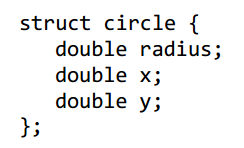 struct circle {
   double radius;
   double x;
   double y;
};